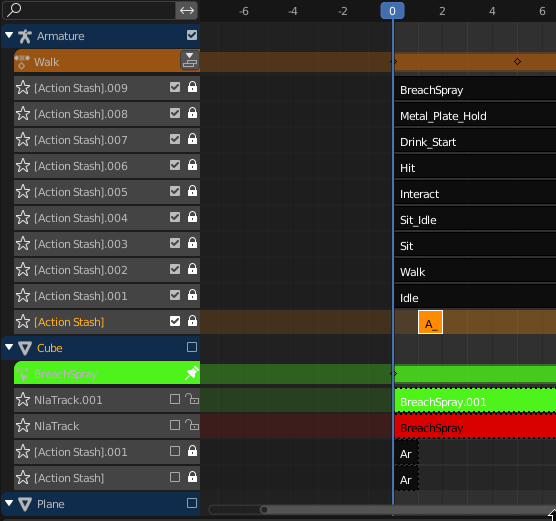 -6 -4 -2 0 2 4 6
Armature
Walk
[Action Stash].009 BreachSpray
[Action Stash].008 Metal_Plate_Hold
[Action Stash].007 Drink_Start
[Action Stash].006 Hit
[Action Stash].005 Interact
[Action Stash].004 Sit_Idle
[Action Stash].003 Sit
[Action Stash].002 Walk
[Action Stash].001 Idle
[Action Stash] A_
Cube
BreachSpray
NlaTrack.001 BreachSpray.001
NlaTrack BreachSpray
[Action Stash].001 Ar
[Action Stash] Ar
Plane